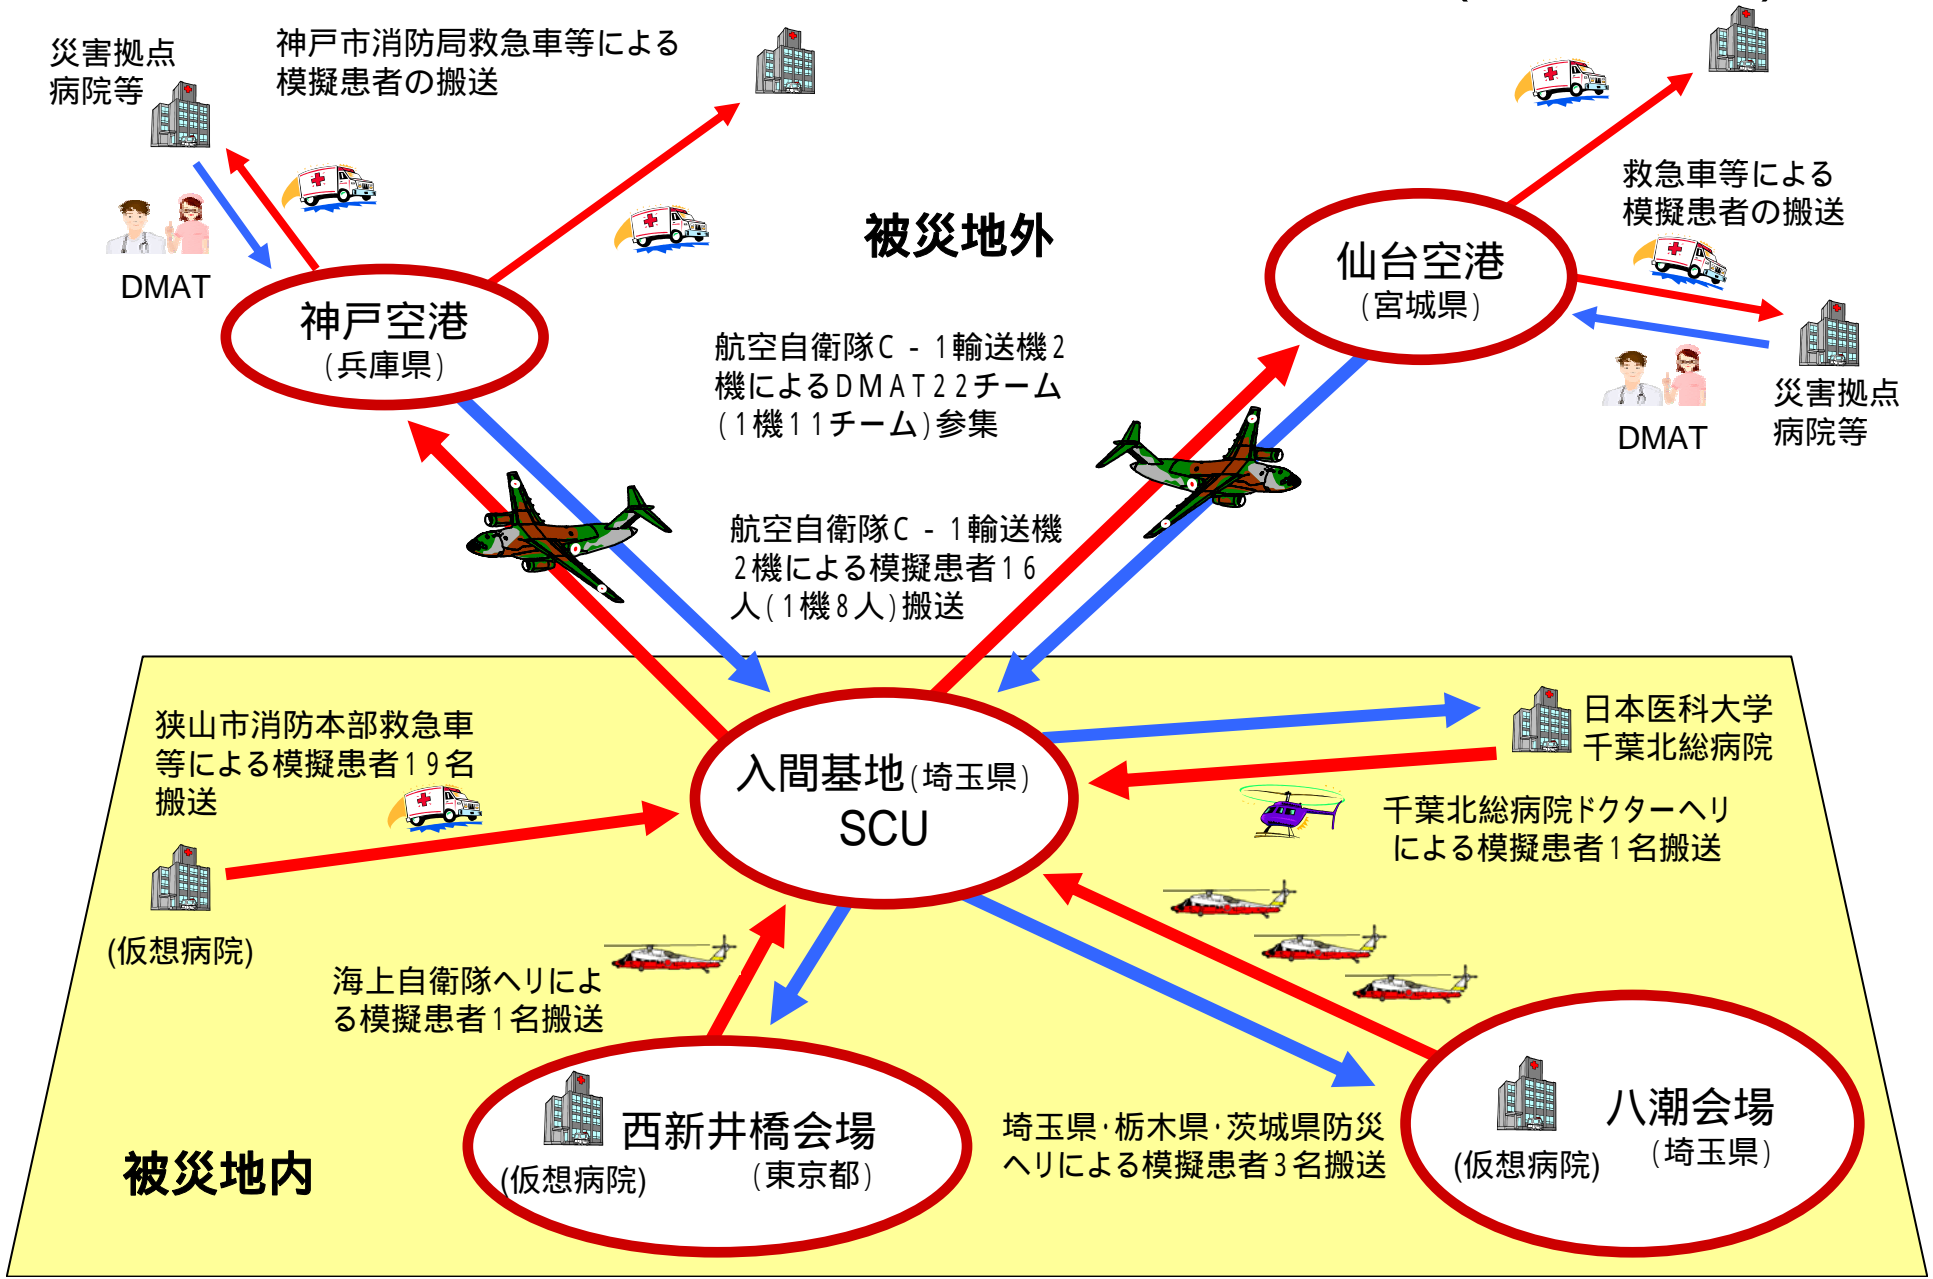 災害拠点
病院等
神戸市消防局救急車等による
模擬患者の搬送
DMAT
神戸空港
(兵庫県)
被災地外
仙台空港
(宮城県)
救急車等による
模擬患者の搬送
DMAT
災害拠点
病院等
航空自衛隊C - 1輸送機2
機によるDMAT22チーム
(1機11チーム)参集
航空自衛隊C - 1輸送機
2機による模擬患者16
人(1機8人)搬送
狭山市消防本部救急車
等による模擬患者19名
搬送
(仮想病院)
入間基地(埼玉県)
SCU
日本医科大学
千葉北総病院
千葉北総病院ドクターヘリ
による模擬患者1名搬送
海上自衛隊ヘリによ
る模擬患者1名搬送
西新井橋会場
(仮想病院)
(東京都)
埼玉県・栃木県・茨城県防災
ヘリによる模擬患者3名搬送
八潮会場
(埼玉県)
(仮想病院)
被災地内